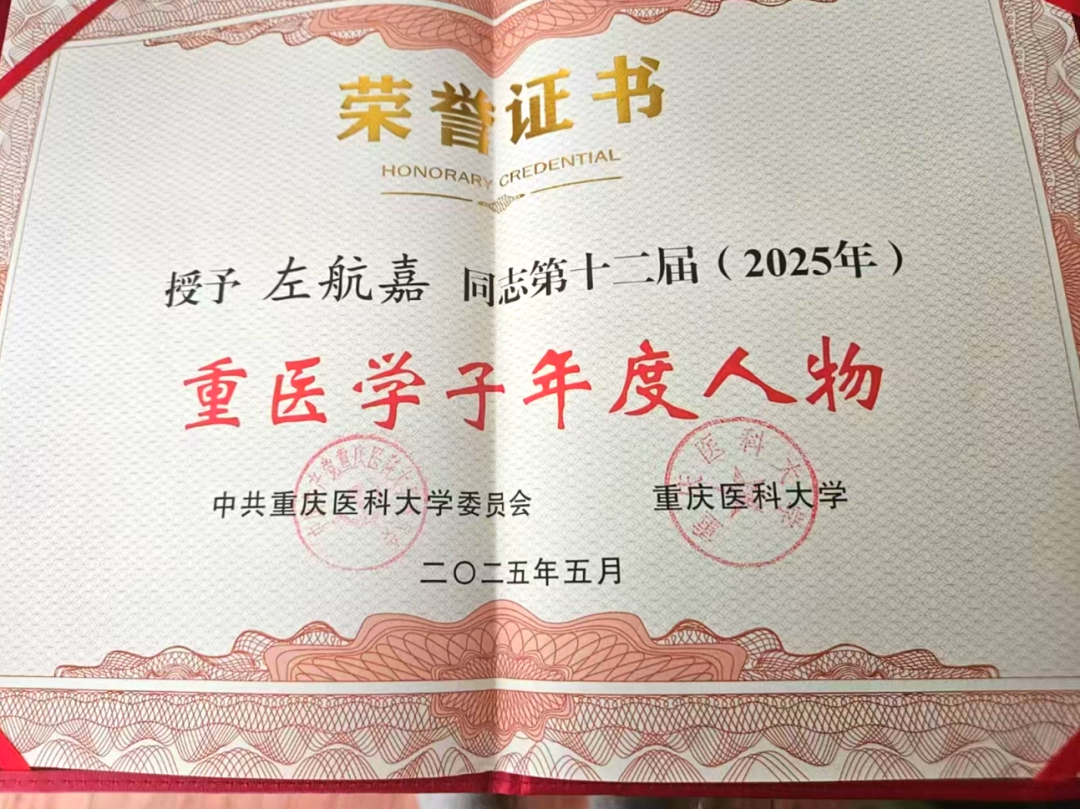 荣誉证书
HONORARY CREDENTIAL
授予 左航嘉 同志第十二届（2025年）
重医学子年度人物
中共重庆医科大学委员会 重庆医科大学
二〇二五年五月